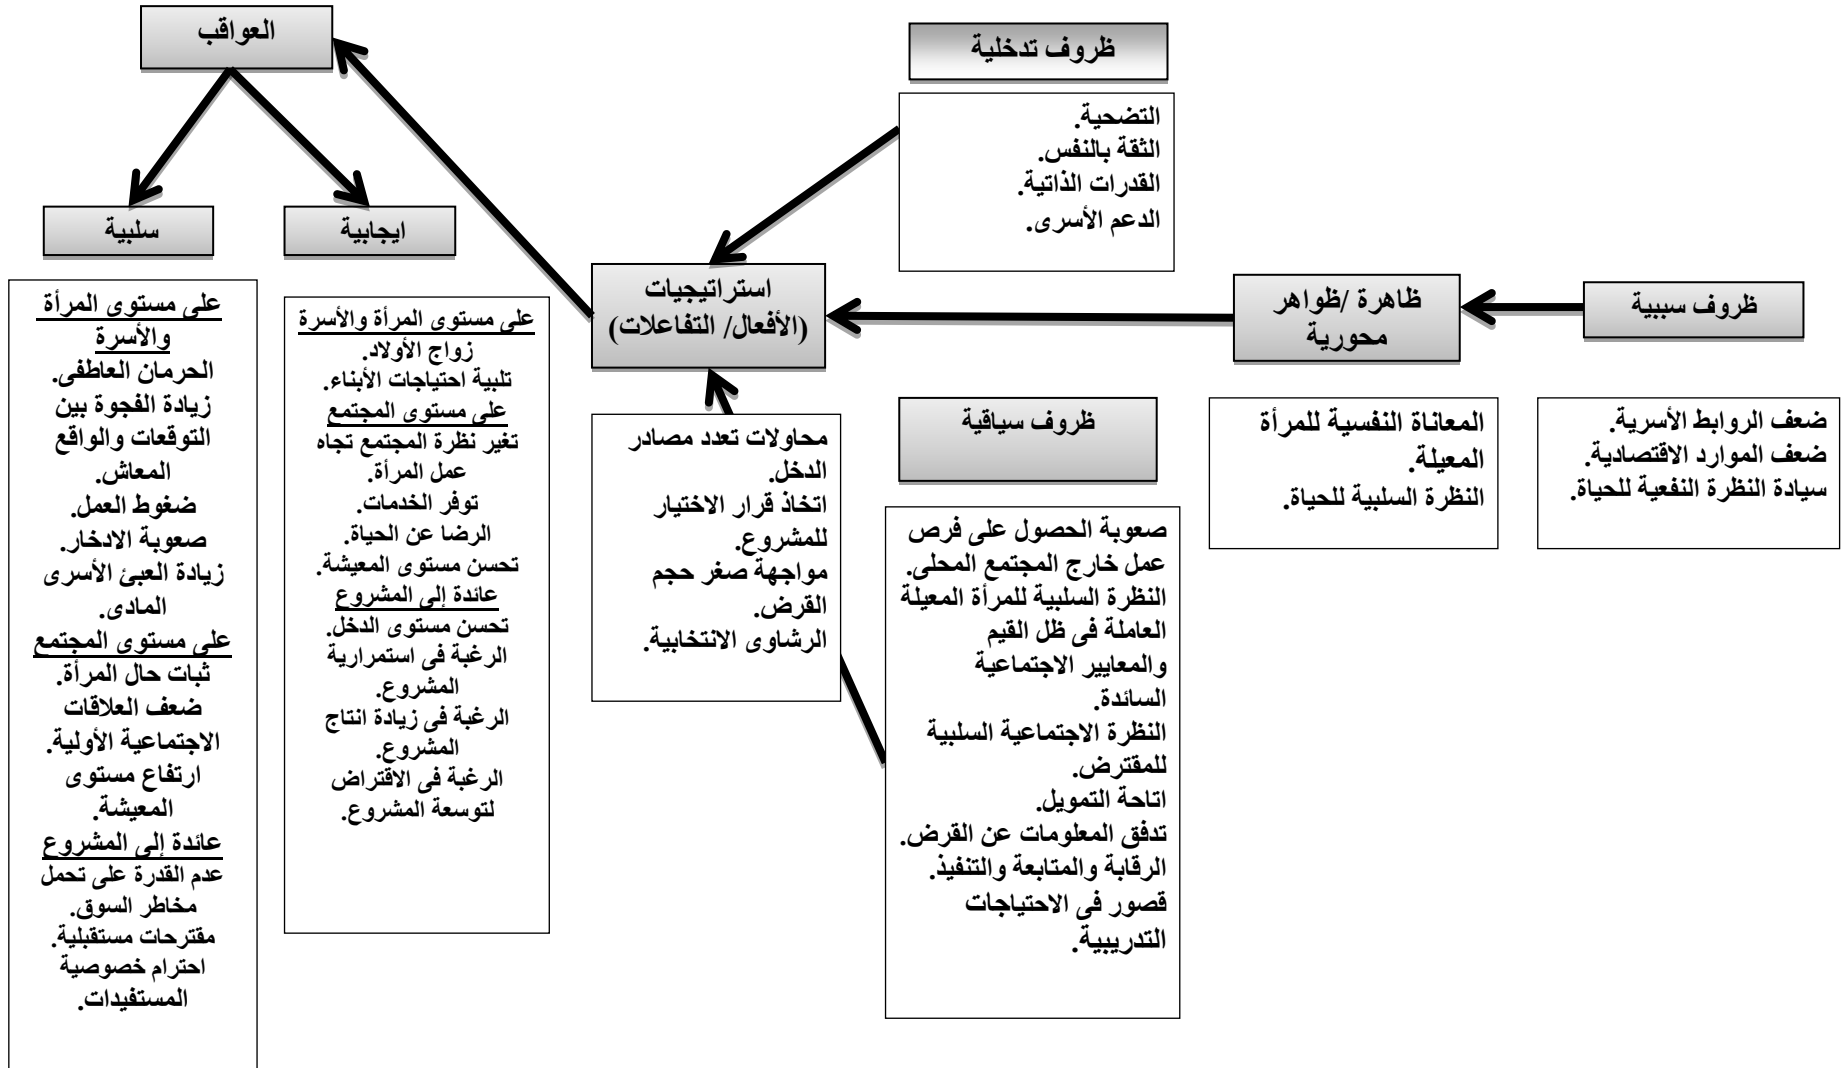 العواقب
ظروف تدخلية
التضحية.
الثقة بالنفس.
القدرات الذاتية.
الدعم الأسرى.
سلبية
ايجابية
استراتيجيات
(الأفعال/ التفاعلات)
ظاهرة /ظواهر
محورية
ظروف سببية
ضعف الروابط الأسرية.
ضعف الموارد الاقتصادية.
سيادة النظرة النفعية للحياة.
المعاناة النفسية للمرأة
المعيلة.
النظرة السلبية للحياة.
ظروف سياقية
صعوبة الحصول على فرص
عمل خارج المجتمع المحلى.
النظرة السلبية للمرأة المعيلة
العاملة فى ظل القيم
والمعايير الاجتماعية
السائدة.
النظرة الاجتماعية السلبية
للمقترض.
اتاحة التمويل.
تدفق المعلومات عن القرض.
الرقابة والمتابعة والتنفيذ.
قصور فى الاحتياجات
التدريبية.
محاولات تعدد مصادر
الدخل.
اتخاذ قرار الاختيار
للمشروع.
مواجهة صغر حجم
القرض.
الرشاوى الانتخابية.
على مستوى المرأة والأسرة
زواج الأولاد.
تلبية احتياجات الأبناء.
على مستوى المجتمع
تغير نظرة المجتمع تجاه
عمل المرأة.
توفر الخدمات.
الرضا عن الحياة.
تحسن مستوى المعيشة.
عائدة إلى المشروع
تحسن مستوى الدخل.
الرغبة فى استمرارية
المشروع.
الرغبة فى زيادة انتاج
المشروع.
الرغبة فى الاقتراض
لتوسعة المشروع.
على مستوى المرأة
والأسرة
الحرمان العاطفى.
زيادة الفجوة بين
التوقعات والواقع
المعاش.
ضغوط العمل.
صعوبة الادخار.
زيادة العبئ الأسرى
المادى.
على مستوى المجتمع
ثبات حال المرأة.
ضعف العلاقات
الاجتماعية الأولية.
ارتفاع مستوى
المعيشة.
عائدة إلى المشروع
عدم القدرة على تحمل
مخاطر السوق.
مقترحات مستقبلية.
احترام خصوصية
المستفيدات.